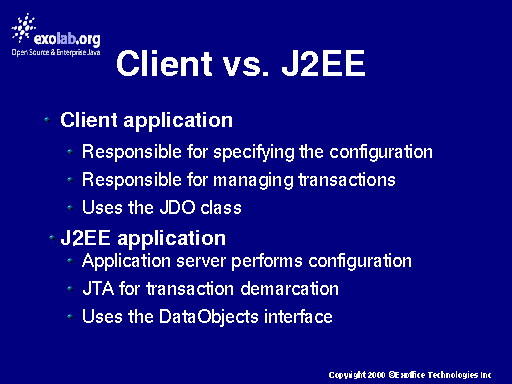 exolab.org
Open Source & Enterprise Java
Client vs. J2EE
Client application
Responsible for specifying the configuration
Responsible for managing transactions
Uses the JDO class
J2EE application
Application server performs configuration
JTA for transaction demarcation
Uses the DataObjects interface
Copyright 2000 ©Exoffice Technologies Inc